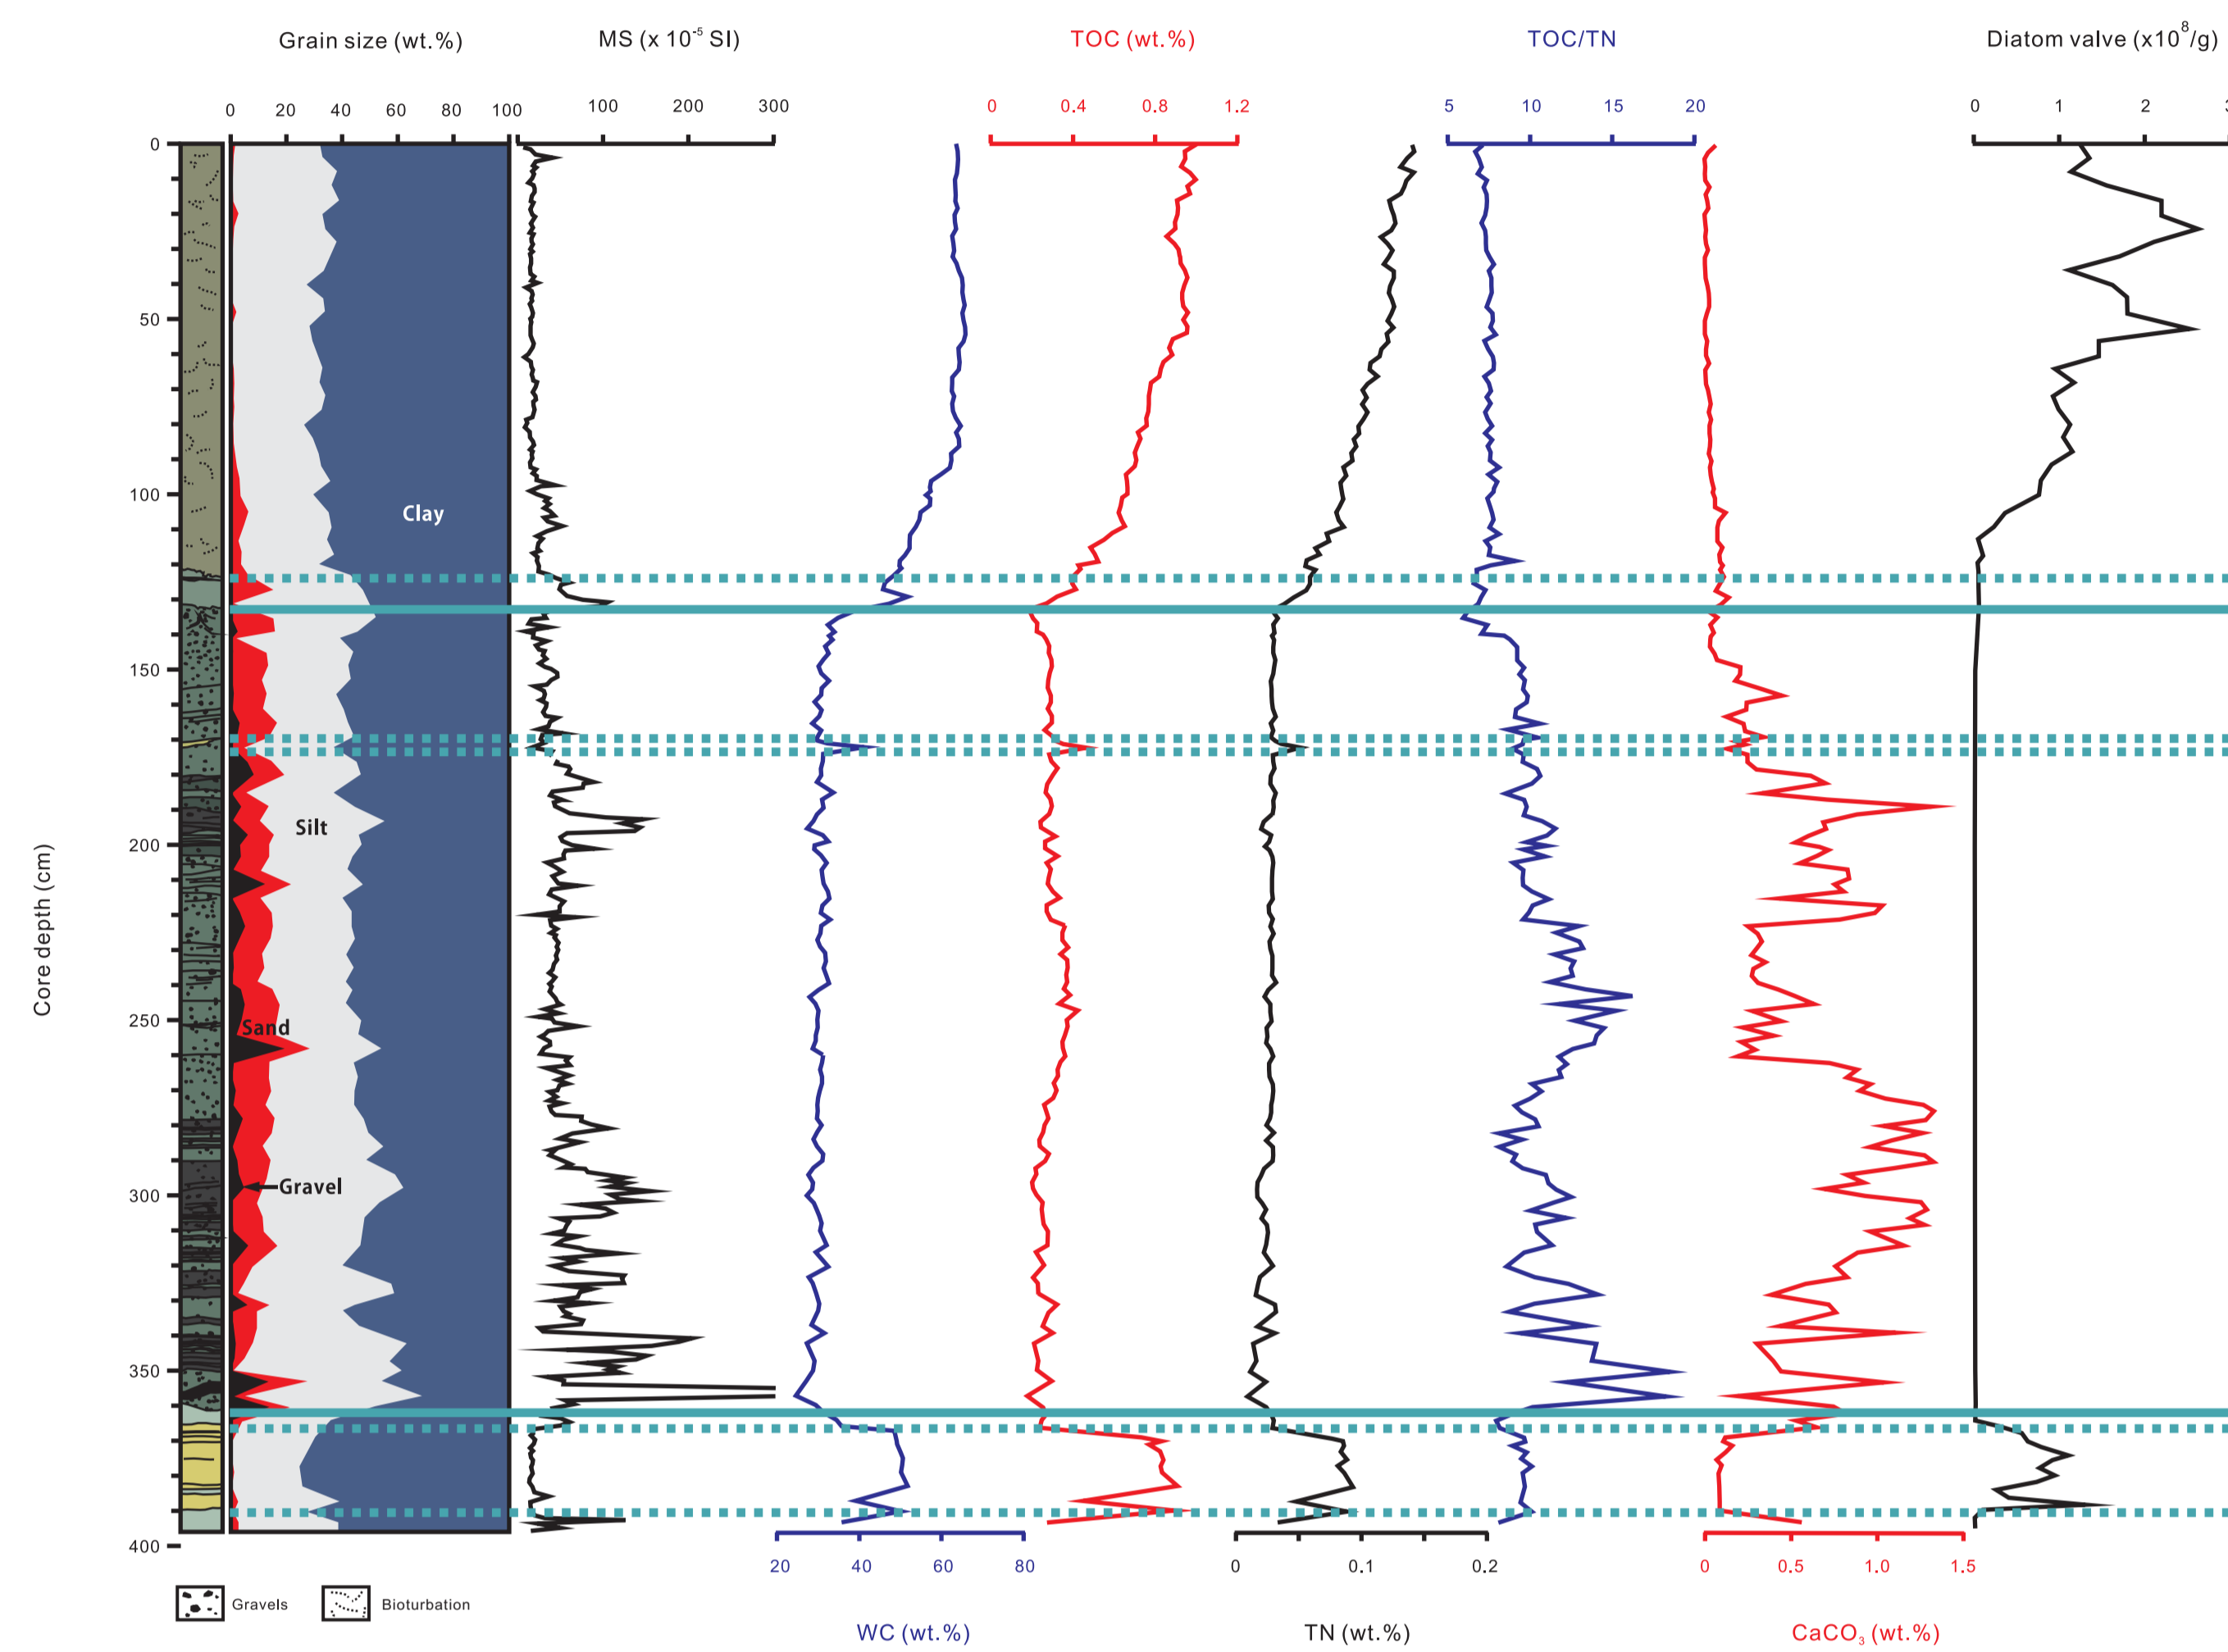 Grain size (wt.%) MS (x 10⁻⁵ SI) TOC (wt.%) TOC/TN Diatom valve (x10⁸/g)
0 20 40 60 80 100 100 200 300 0 0.4 0.8 1.2 5 10 15 20 0 1 2
0
50
100
Clay
150
Silt
200
Core depth (cm)
250
Sand
Gravel
300
350
400
20 40 60 80 0 0.1 0.2 0 0.5 1.0 1.5
Gravels Bioturbation
WC (wt.%) TN (wt.%) CaCO₃ (wt.%)